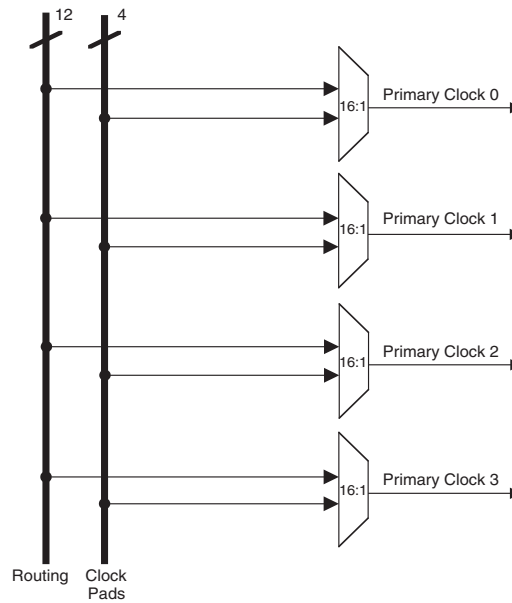 12
4
16:1
Primary Clock 0
16:1
Primary Clock 1
16:1
Primary Clock 2
16:1
Primary Clock 3
Routing
Clock
Pads